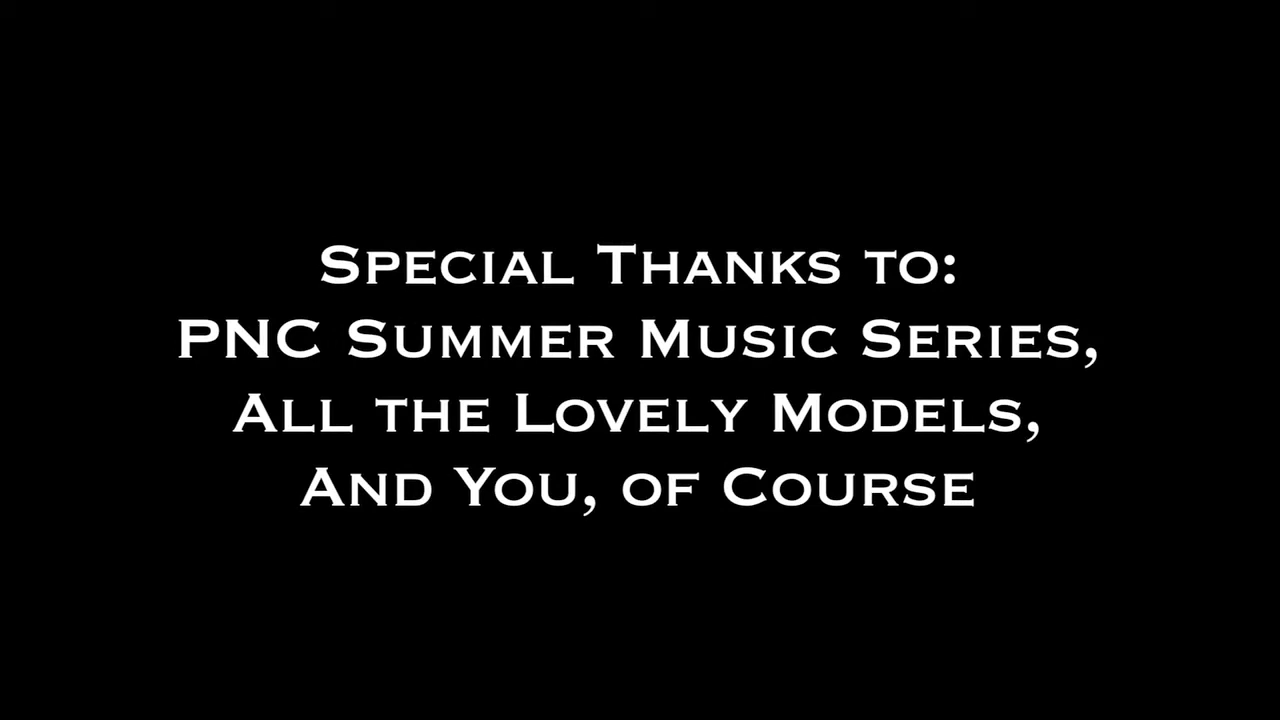 Special Thanks to:
PNC Summer Music Series,
All the Lovely Models,
And You, of Course